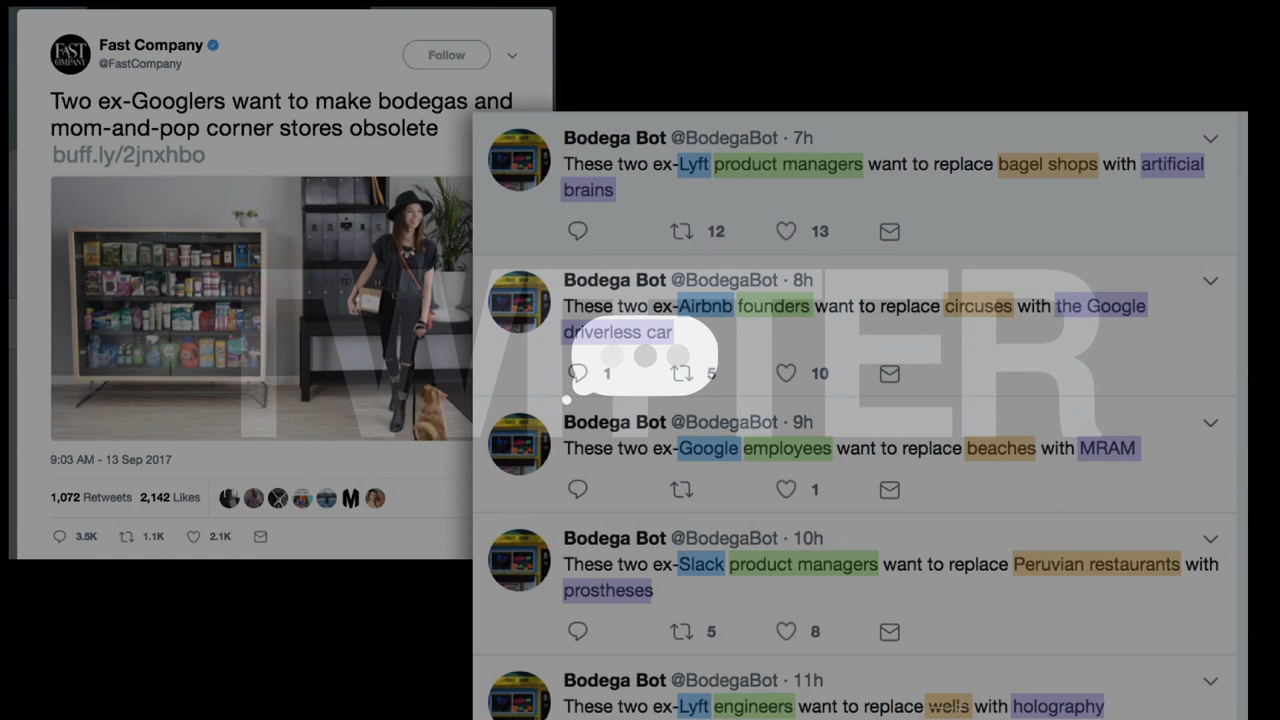 FAST COMPANY
Fast Company
@FastCompany
Follow
Two ex-Googlers want to make bodegas and
mom-and-pop corner stores obsolete
buff.ly/2jnxhbo
9:03 AM - 13 Sep 2017
1,072 Retweets 2,142 Likes
3.5K 1.1K 2.1K
Bodega Bot @BodegaBot · 7h
These two ex-Lyft product managers want to replace bagel shops with artificial
brains
12 13
Bodega Bot @BodegaBot · 8h
These two ex-Airbnb founders want to replace circuses with the Google
driverless car
1 5 10
Bodega Bot @BodegaBot · 9h
These two ex-Google employees want to replace beaches with MRAM
1
Bodega Bot @BodegaBot · 10h
These two ex-Slack product managers want to replace Peruvian restaurants with
prostheses
5 8
Bodega Bot @BodegaBot · 11h
These two ex-Lyft engineers want to replace wells with holography
TWITTER